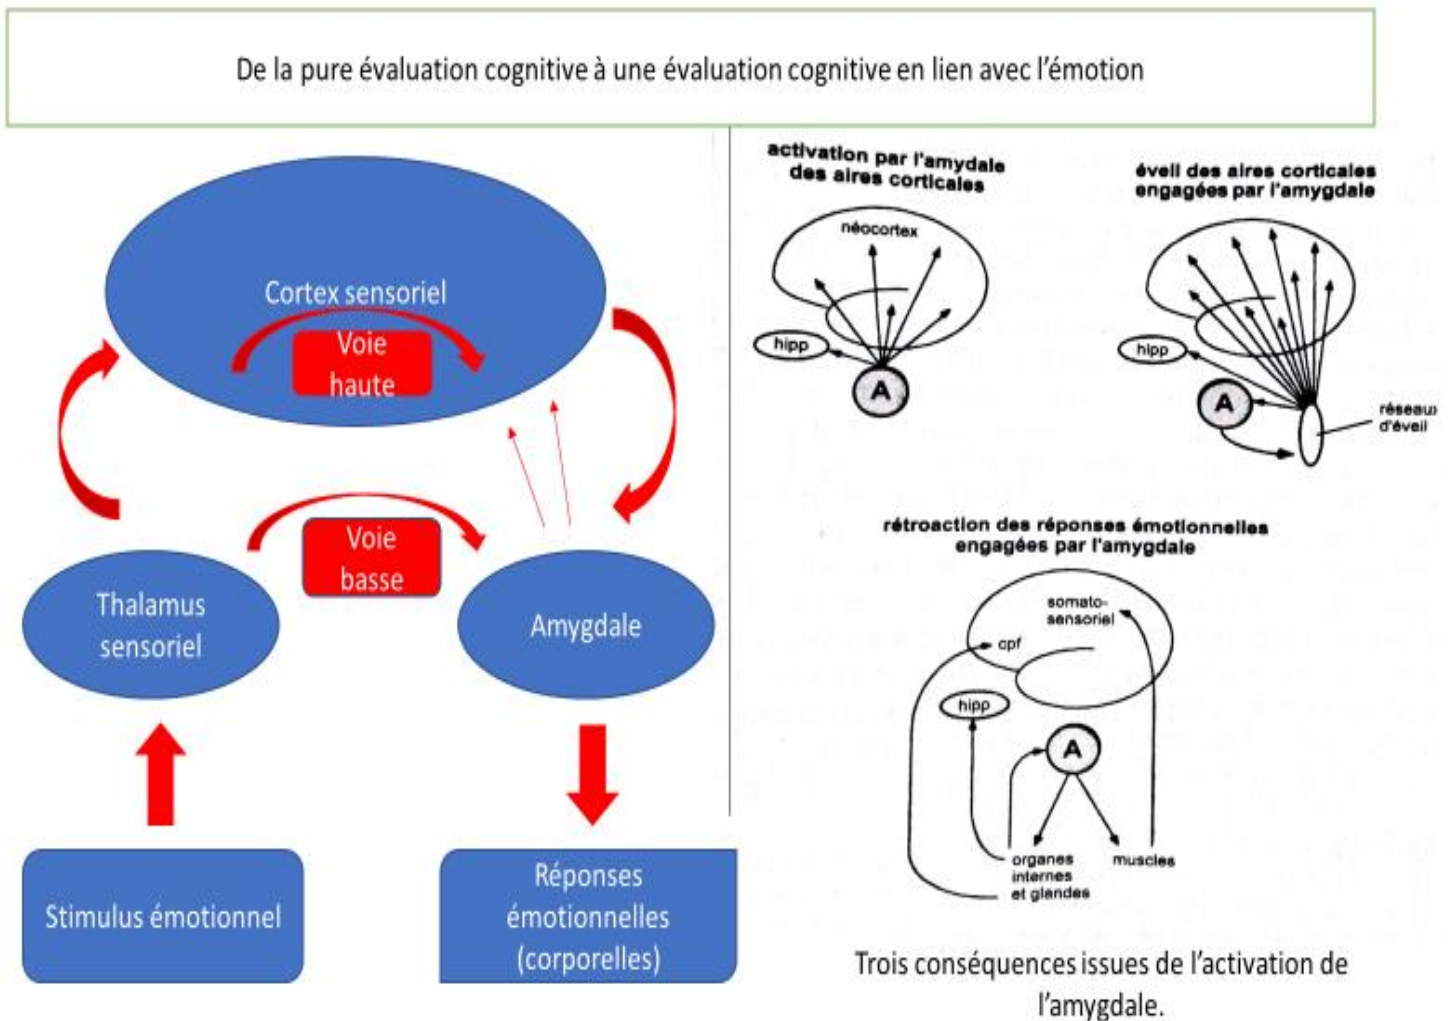 De la pure évaluation cognitive à une évaluation cognitive en lien avec l'émotion
Cortex sensoriel
Voie
haute
Voie
basse
Thalamus
sensoriel
Amygdale
Stimulus émotionnel
Réponses
émotionnelles
(corporelles)
activation par l'amydale
des aires corticales
néocortex
hipp
A
éveil des aires corticales
engagées par l'amygdale
hipp
A
réseaux
d'éveil
rétroaction des réponses émotionnelles
engagées par l'amygdale
somato-
sensoriel
cpf
hipp
A
organes
internes
et glandes
muscles
Trois conséquences issues de l'activation de
l'amygdale.